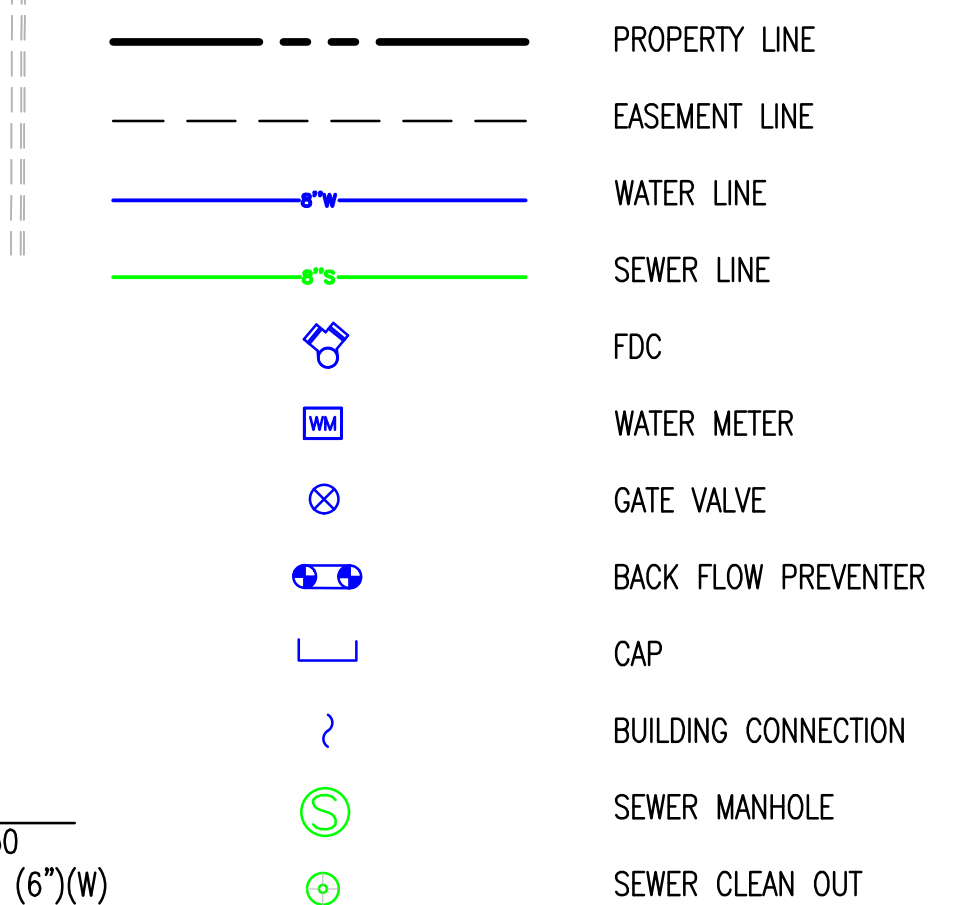 PROPERTY LINE
EASEMENT LINE
8"W WATER LINE
8"S SEWER LINE
FDC
WM WATER METER
GATE VALVE
BACK FLOW PREVENTER
CAP
BUILDING CONNECTION
S SEWER MANHOLE
(6")(W)
SEWER CLEAN OUT